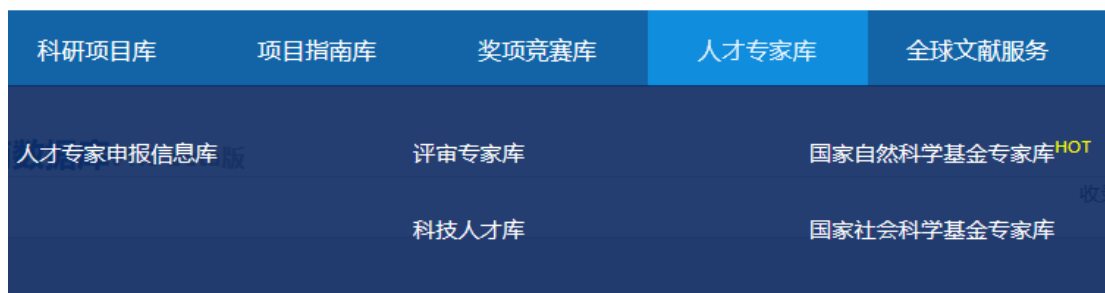 科研项目库 项目指南库 奖项竞赛库 人才专家库 全球文献服务
人才专家申报信息库 评审专家库 国家自然科学基金专家库HOT
科技人才库 国家社会科学基金专家库